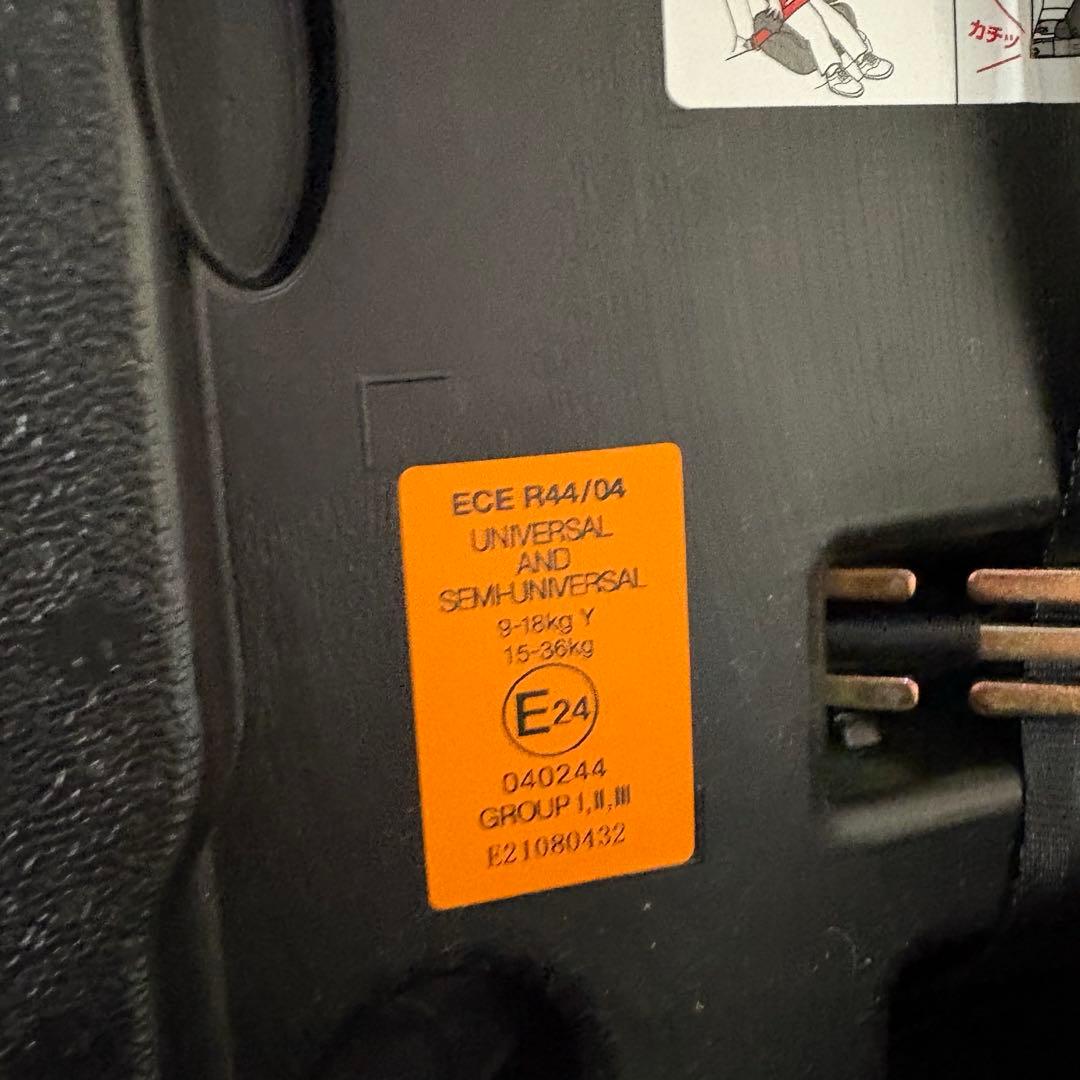 カチッ
ECE R44/04
UNIVERSAL
AND
SEMI-UNIVERSAL
9-18kg Y
15-36kg
E24
040244
GROUP I,II,III
E21080432